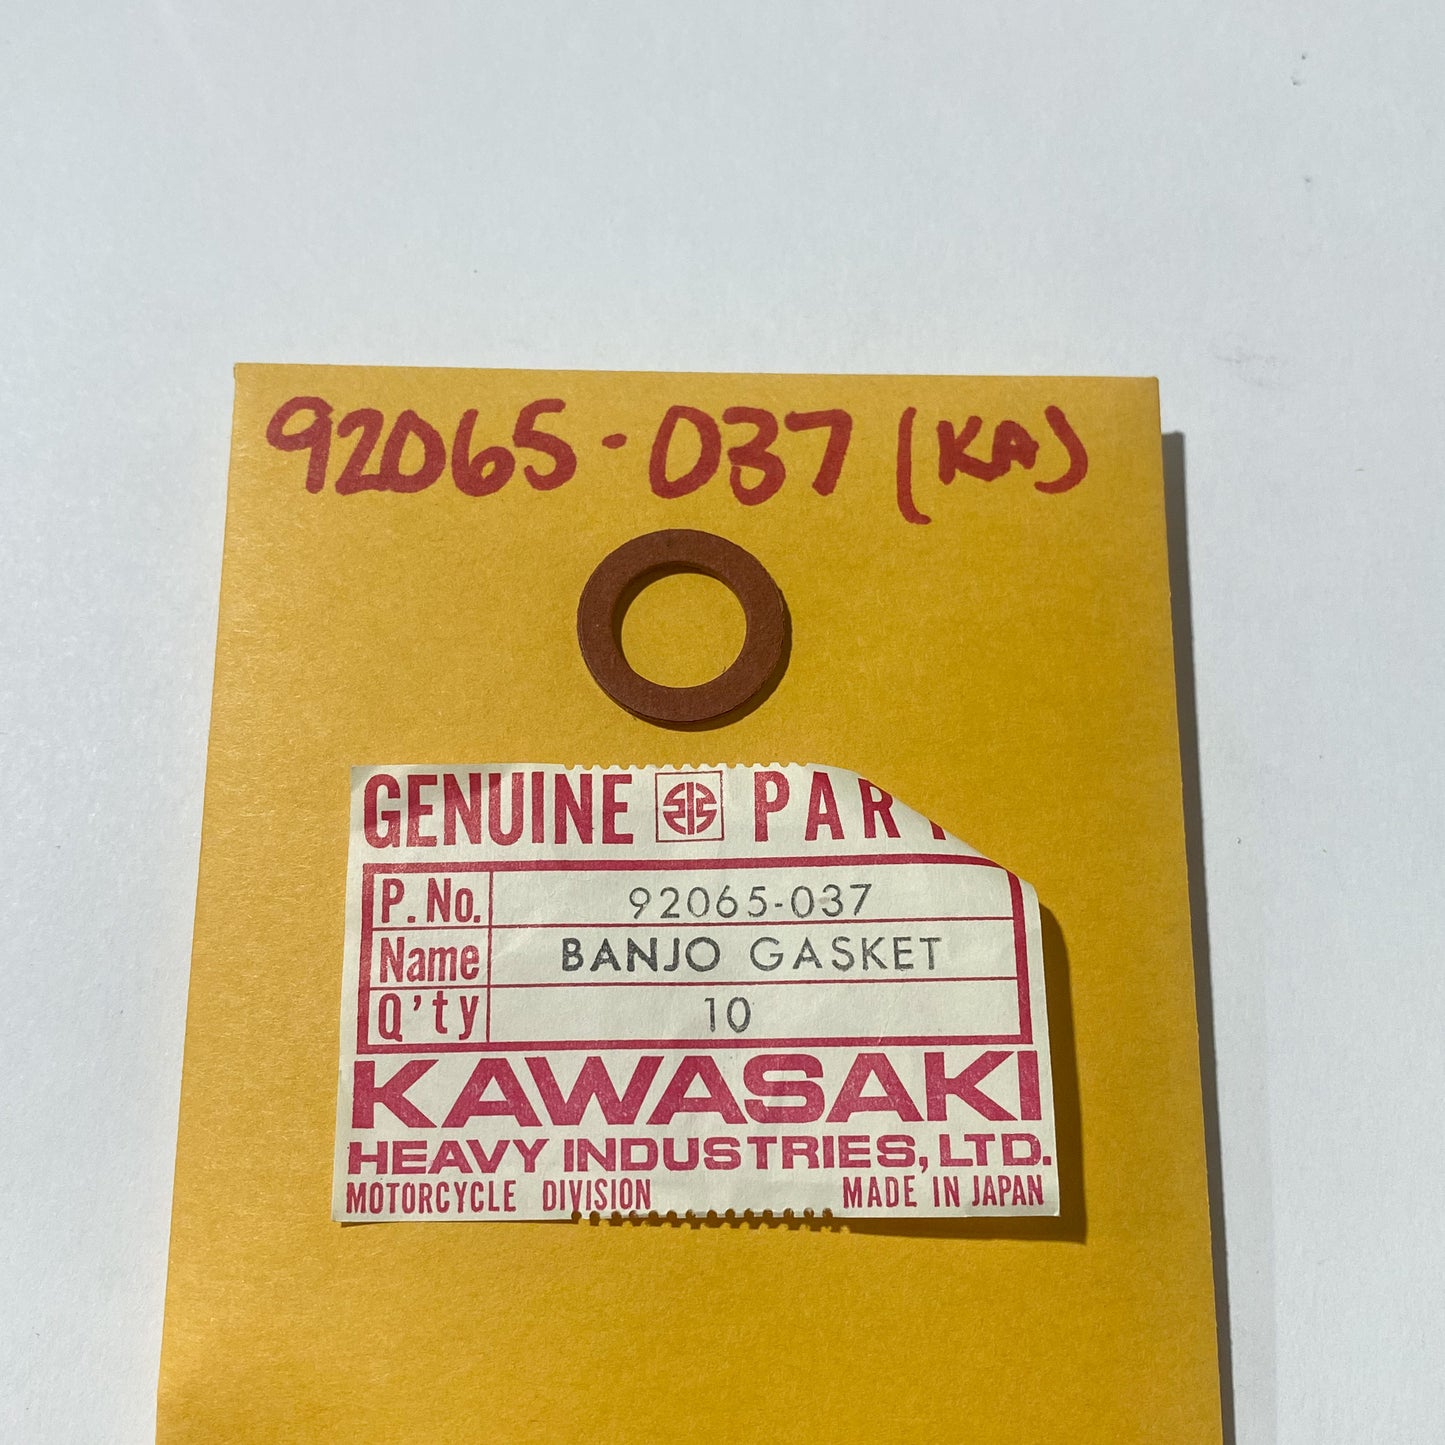 92065-037 (KA)
GENUINE PAR
P. No. 92065-037
Name BANJO GASKET
Q'ty 10
KAWASAKI
HEAVY INDUSTRIES, LTD.
MOTORCYCLE DIVISION MADE IN JAPAN